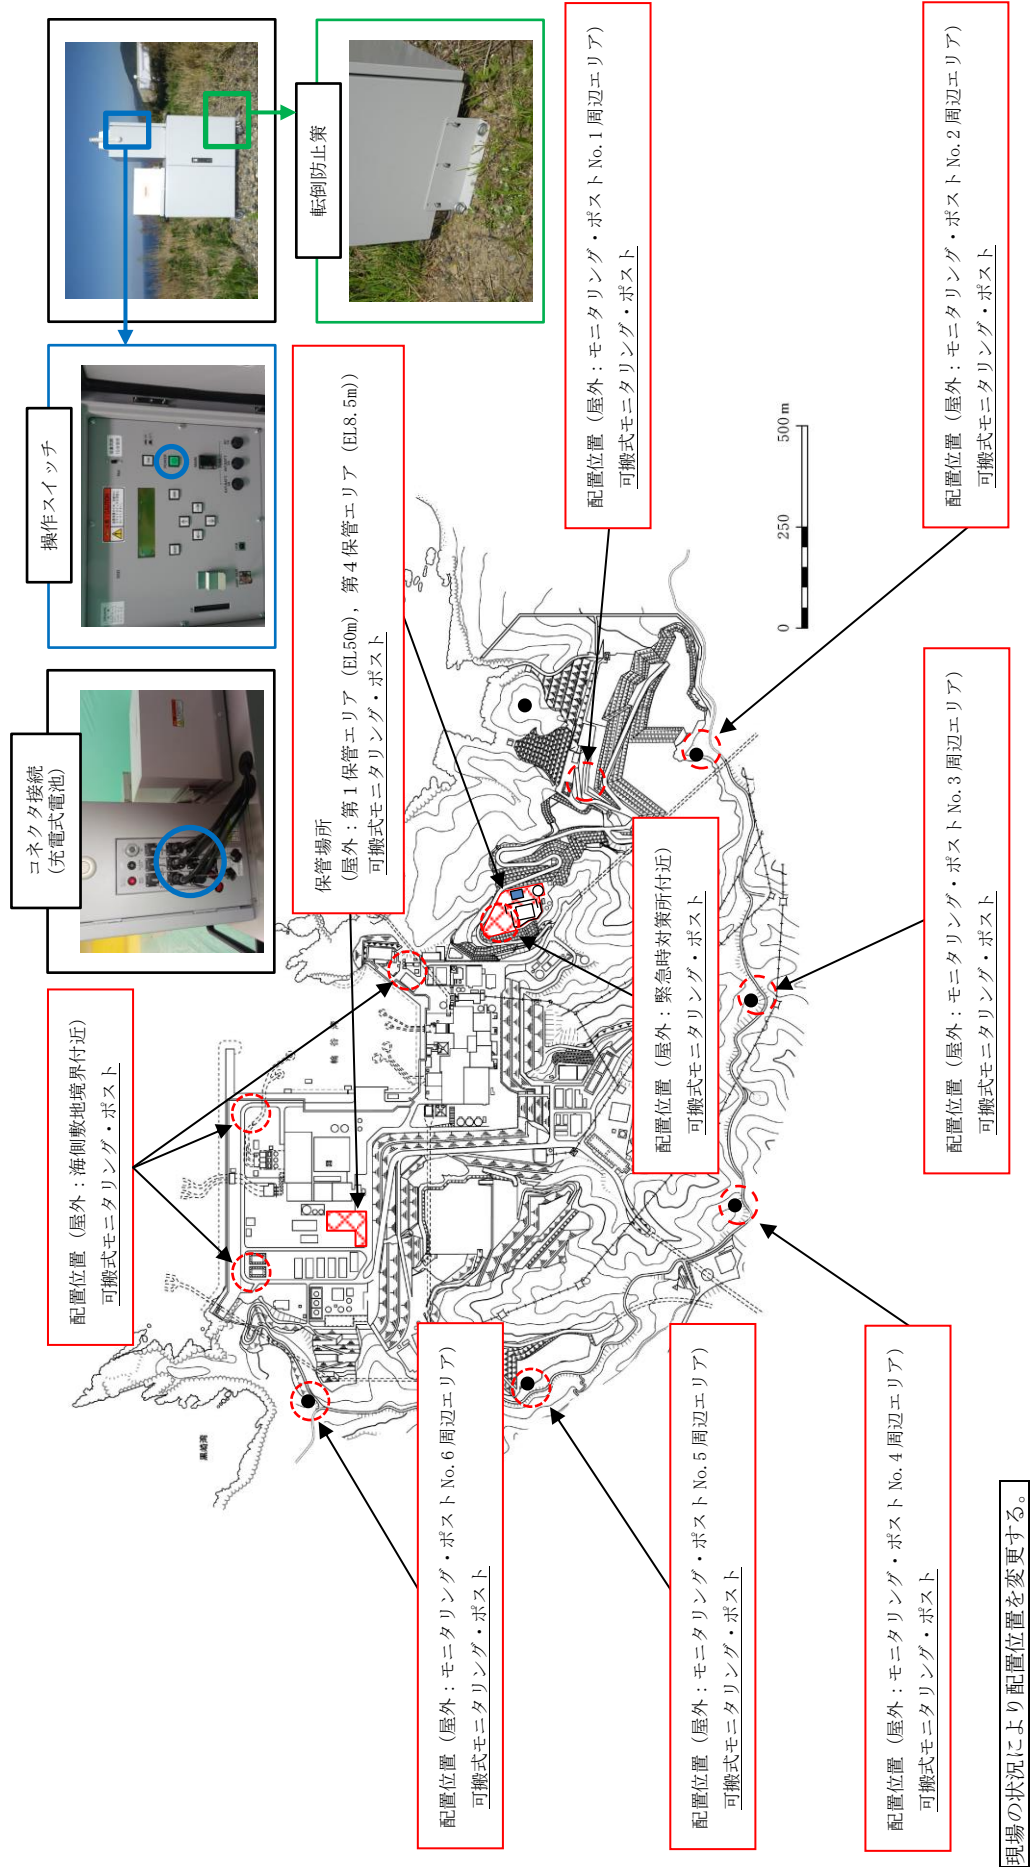 コネクタ接続
(充電式電池)
操作スイッチ
転倒防止策
配置位置（屋外：海側敷地境界付近）
可搬式モニタリング・ポスト
保管場所
(屋外：第１保管エリア（EL50m），第４保管エリア（EL8.5m))
可搬式モニタリング・ポスト
配置位置（屋外：モニタリング・ポスト No.1 周辺エリア）
可搬式モニタリング・ポスト
配置位置（屋外：モニタリング・ポスト No.2 周辺エリア）
可搬式モニタリング・ポスト
配置位置（屋外：緊急時対策所付近）
可搬式モニタリング・ポスト
配置位置（屋外：モニタリング・ポスト No.3 周辺エリア）
可搬式モニタリング・ポスト
配置位置（屋外：モニタリング・ポスト No.6 周辺エリア）
可搬式モニタリング・ポスト
配置位置（屋外：モニタリング・ポスト No.5 周辺エリア）
可搬式モニタリング・ポスト
配置位置（屋外：モニタリング・ポスト No.4 周辺エリア）
可搬式モニタリング・ポスト
輪谷湾
0 250 500m
現場の状況により配置位置を変更する。